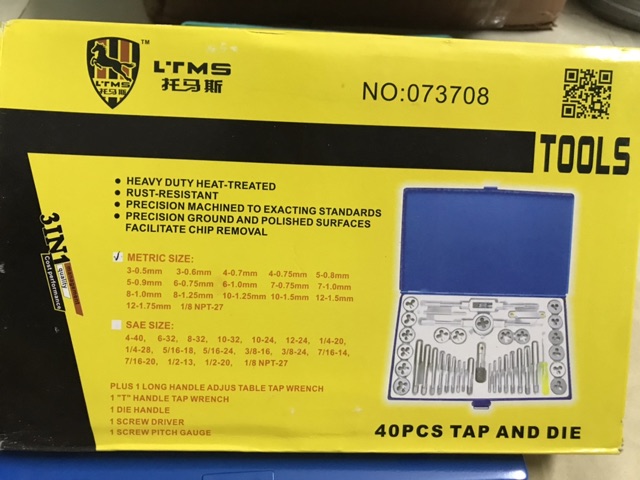 TM
LTMS
托马斯
LTMS
托马斯
NO:073708
TOOLS
• HEAVY DUTY HEAT-TREATED
• RUST-RESISTANT
• PRECISION MACHINED TO EXACTING STANDARDS
• PRECISION GROUND AND POLISHED SURFACES
FACILITATE CHIP REMOVAL
3IN1
quality
Cost performance
METRIC SIZE:
3-0.5mm 3-0.6mm 4-0.7mm 4-0.75mm 5-0.8mm
5-0.9mm 6-0.75mm 6-1.0mm 7-0.75mm 7-1.0mm
8-1.0mm 8-1.25mm 10-1.25mm 10-1.5mm 12-1.5mm
12-1.75mm 1/8 NPT-27
SAE SIZE:
4-40, 6-32, 8-32, 10-32, 10-24, 12-24, 1/4-20,
1/4-28, 5/16-18, 5/16-24, 3/8-16, 3/8-24, 7/16-14,
7/16-20, 1/2-13, 1/2-20, 1/8 NPT-27
PLUS 1 LONG HANDLE ADJUS TABLE TAP WRENCH
1 "T" HANDLE TAP WRENCH
1 DIE HANDLE
1 SCREW DRIVER
1 SCREW PITCH GAUGE
40PCS TAP AND DIE